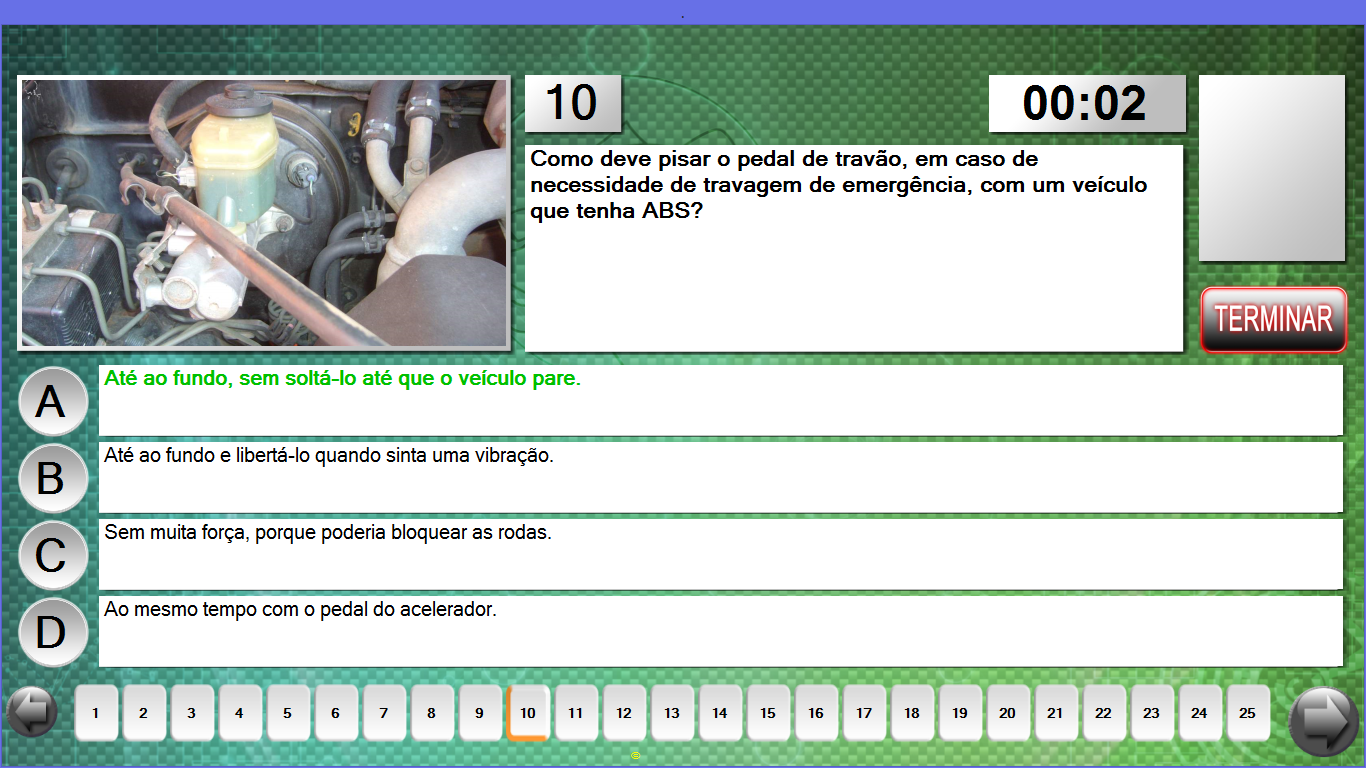 10
00:02
Como deve pisar o pedal de travão, em caso de
necessidade de travagem de emergência, com um veículo
que tenha ABS?
TERMINAR
A
Até ao fundo, sem soltá-lo até que o veículo pare.
B
Até ao fundo e libertá-lo quando sinta uma vibração.
C
Sem muita força, porque poderia bloquear as rodas.
D
Ao mesmo tempo com o pedal do acelerador.
1 2 3 4 5 6 7 8 9 10 11 12 13 14 15 16 17 18 19 20 21 22 23 24 25
©